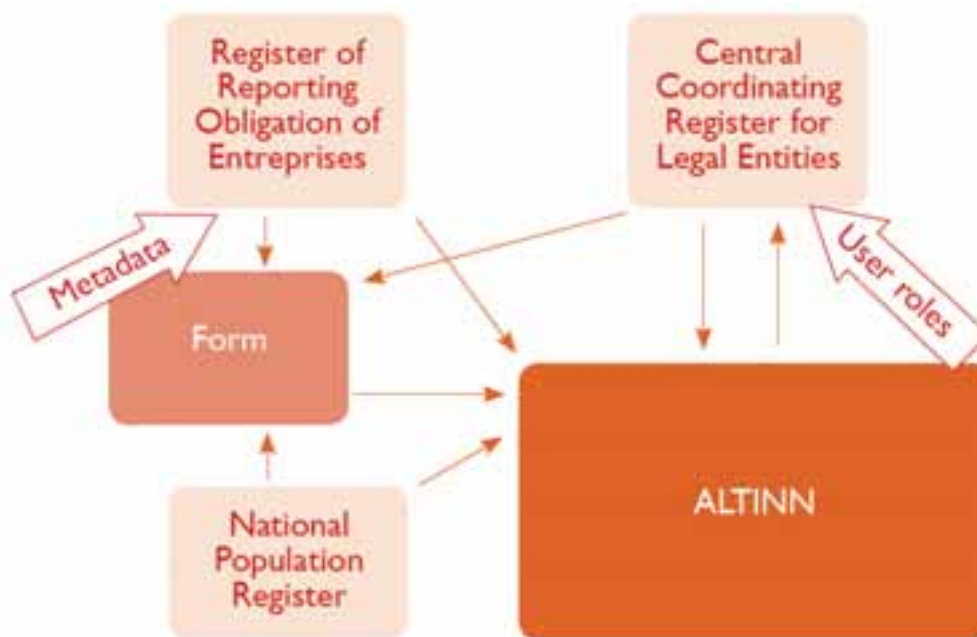 Register of
Reporting
Obligation of
Entreprises
Central
Coordinating
Register for
Legal Entities
Metadata
User roles
Form
ALTINN
National
Population
Register